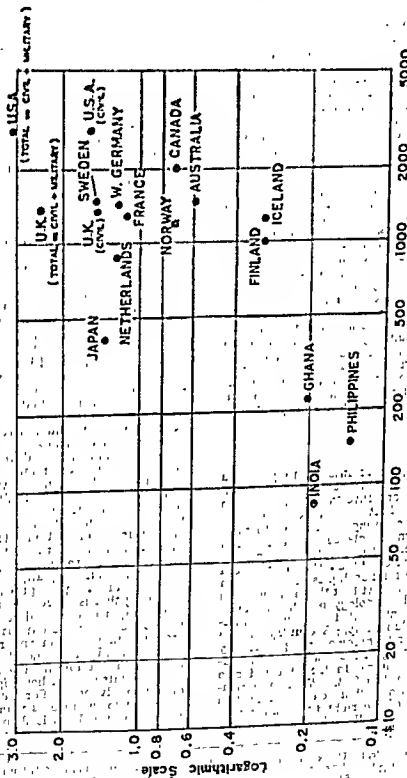 U.S.A.
(TOTAL = CIVIL + MILITARY)
U.K.
(TOTAL = CIVIL + MILITARY)
SWEDEN
U.S.A.
(CIVIL)
U.K.
(CIVIL)
W. GERMANY
FRANCE
JAPAN
NETHERLANDS
NORWAY
CANADA
AUSTRALIA
FINLAND
ICELAND
GHANA
PHILIPPINES
INDIA
Logarithmic Scale
3.0
2.0
1.0
0.8
0.6
0.4
0.2
0.1
$10
20
50
100
200
500
1000
2000
5000